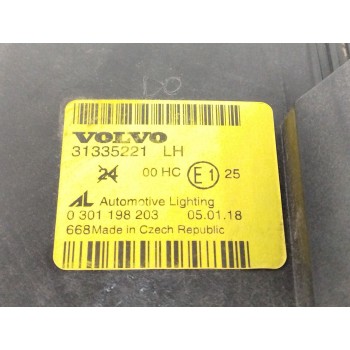 VOLVO
31335221 LH
24 00 HC E1 25
AL Automotive Lighting
0 301 198 203 05.01.18
668 Made in Czech Republic